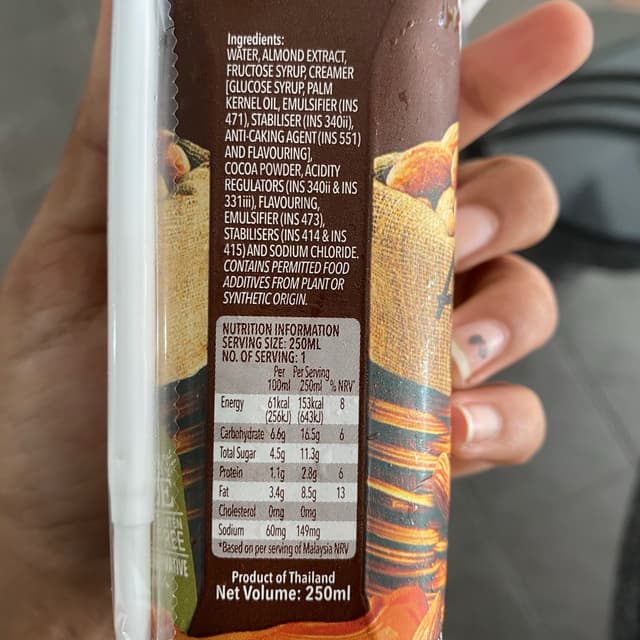 Ingredients:
WATER, ALMOND EXTRACT,
FRUCTOSE SYRUP, CREAMER
[GLUCOSE SYRUP, PALM
KERNEL OIL, EMULSIFIER (INS
471), STABILISER (INS 340ii),
ANTI-CAKING AGENT (INS 551)
AND FLAVOURING],
COCOA POWDER, ACIDITY
REGULATORS (INS 340ii & INS
331iii), FLAVOURING,
EMULSIFIER (INS 473),
STABILISERS (INS 414 & INS
415) AND SODIUM CHLORIDE.
CONTAINS PERMITTED FOOD
ADDITIVES FROM PLANT OR
SYNTHETIC ORIGIN.
NUTRITION INFORMATION
SERVING SIZE: 250ML
NO. OF SERVING: 1
Per Per Serving
100ml 250ml % NRV*
Energy 61kcal 153kcal 8
(256kJ) (643kJ)
Carbohydrate 6.6g 16.5g 6
Total Sugar 4.5g 11.3g
Protein 1.1g 2.8g 6
Fat 3.4g 8.5g 13
Cholesterol 0mg 0mg
Sodium 60mg 149mg
*Based on per serving of Malaysia NRV
Product of Thailand
Net Volume: 250ml